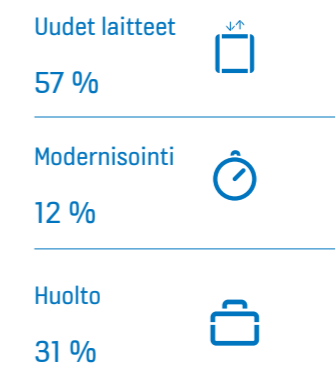 Uudet laitteet
57 %
Modernisointi
12 %
Huolto
31 %